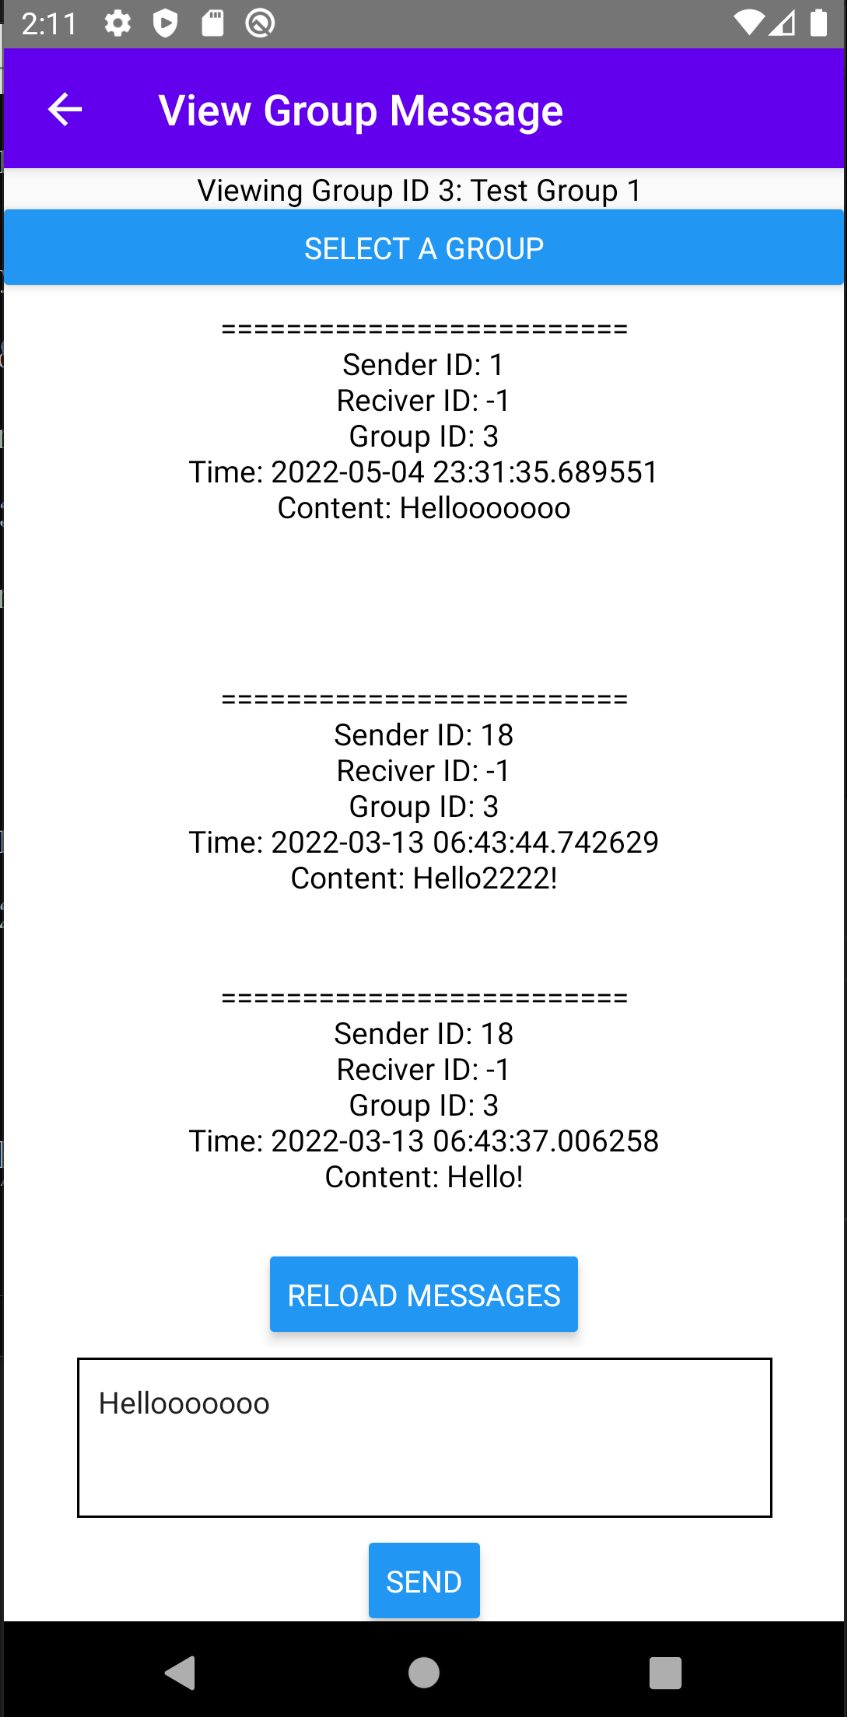 2:11
View Group Message
Viewing Group ID 3: Test Group 1
SELECT A GROUP
=========================
Sender ID: 1
Reciver ID: -1
Group ID: 3
Time: 2022-05-04 23:31:35.689551
Content: Hellooooooo
=========================
Sender ID: 18
Reciver ID: -1
Group ID: 3
Time: 2022-03-13 06:43:44.742629
Content: Hello2222!
=========================
Sender ID: 18
Reciver ID: -1
Group ID: 3
Time: 2022-03-13 06:43:37.006258
Content: Hello!
RELOAD MESSAGES
Hellooooooo
SEND